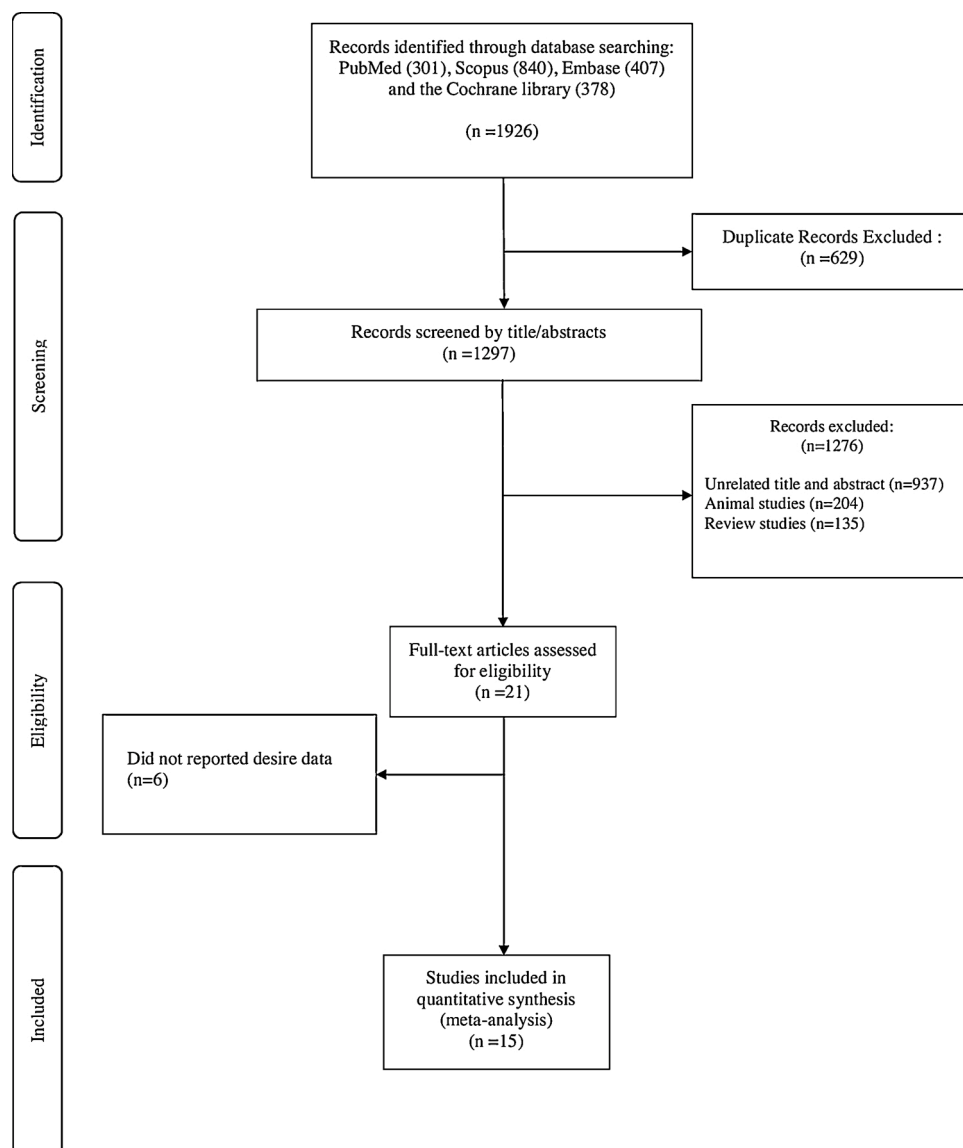 Identification
Records identified through database searching:
PubMed (301), Scopus (840), Embase (407)
and the Cochrane library (378)
(n =1926)
Screening
Duplicate Records Excluded :
(n =629)
Records screened by title/abstracts
(n =1297)
Records excluded:
(n=1276)
Unrelated title and abstract (n=937)
Animal studies (n=204)
Review studies (n=135)
Eligibility
Full-text articles assessed
for eligibility
(n =21)
Did not reported desire data
(n=6)
Included
Studies included in
quantitative synthesis
(meta-analysis)
(n =15)